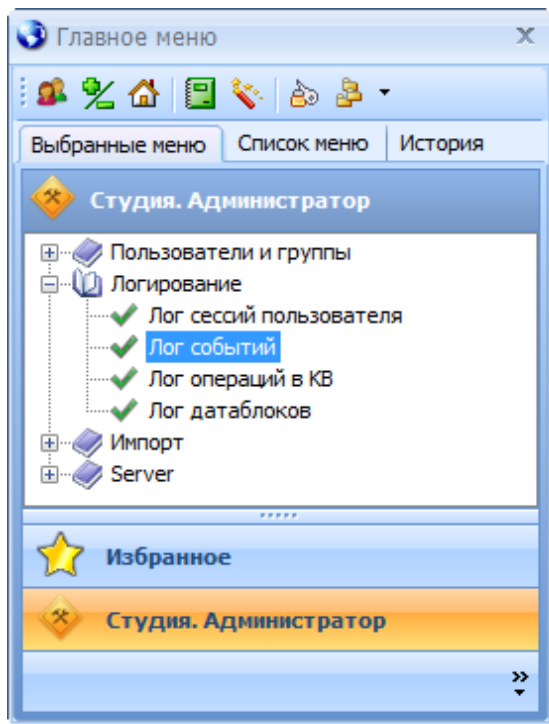 Главное меню
Выбранные меню Список меню История
Студия. Администратор
Пользователи и группы
Логирование
Лог сессий пользователя
Лог событий
Лог операций в КВ
Лог датаблоков
Импорт
Server
Избранное
Студия. Администратор